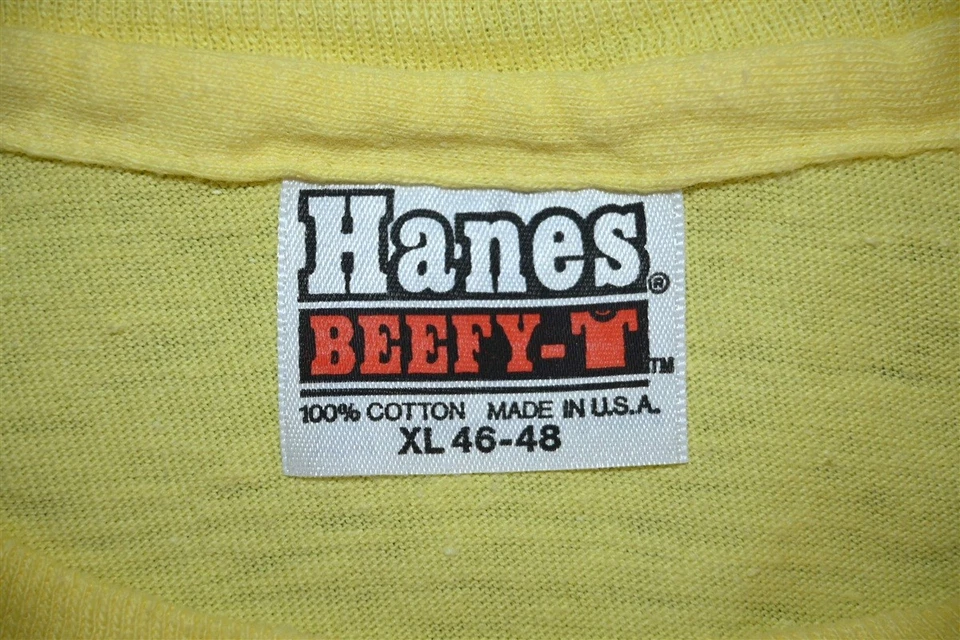 Hanes®
BEEFY-T™
100% COTTON MADE IN U.S.A.
XL 46-48